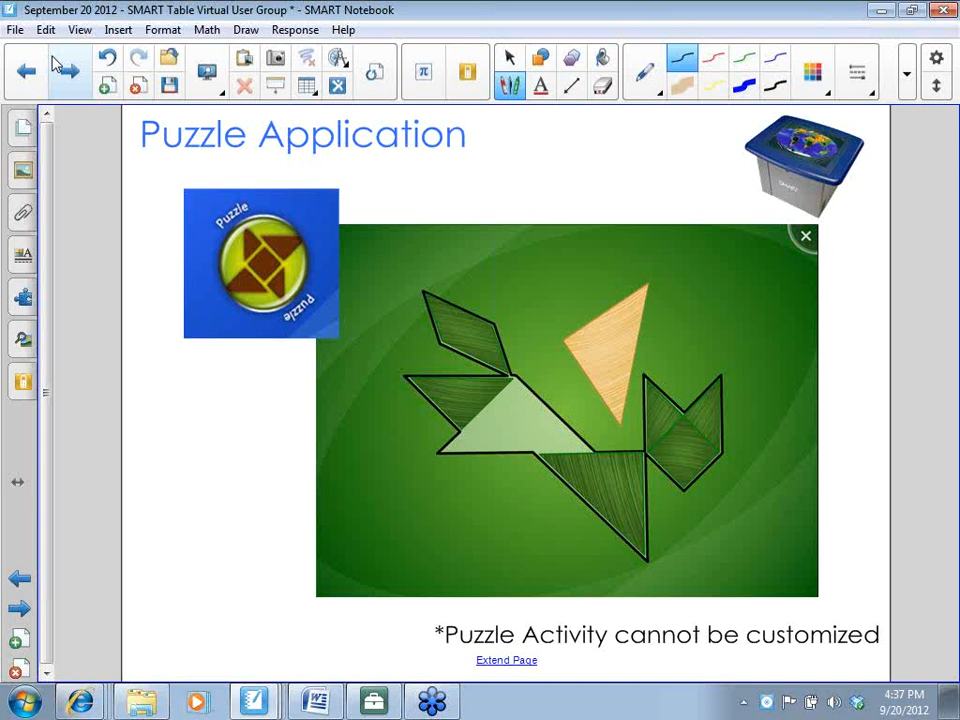 September 20 2012 - SMART Table Virtual User Group * - SMART Notebook
File Edit View Insert Format Math Draw Response Help
Puzzle Application
SMART
Puzzle
Puzzle
*Puzzle Activity cannot be customized
Extend Page
4:37 PM
9/20/2012